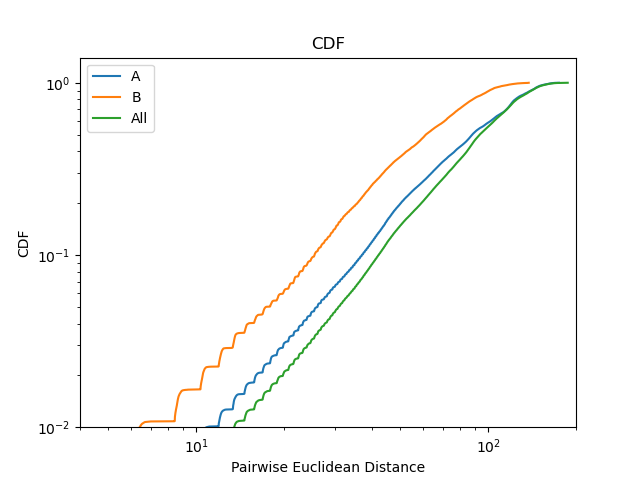 CDF
A
B
All
10⁰
10⁻¹
10⁻²
CDF
10¹
10²
Pairwise Euclidean Distance